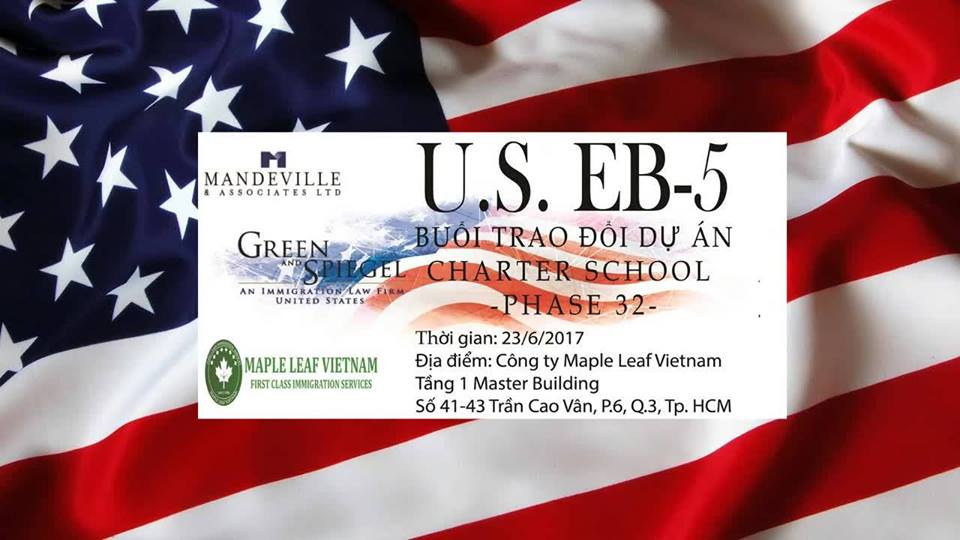 MANDEVILLE
& ASSOCIATES LTD
GREEN
AND SPIEGEL
AN IMMIGRATION LAW FIRM
UNITED STATES
MAPLE LEAF VIETNAM
FIRST CLASS IMMIGRATION SERVICES
U.S. EB-5
BUỔI TRAO ĐỔI DỰ ÁN
CHARTER SCHOOL
-PHASE 32-
Thời gian: 23/6/2017
Địa điểm: Công ty Maple Leaf Vietnam
Tầng 1 Master Building
Số 41-43 Trần Cao Vân, P.6, Q.3, Tp. HCM